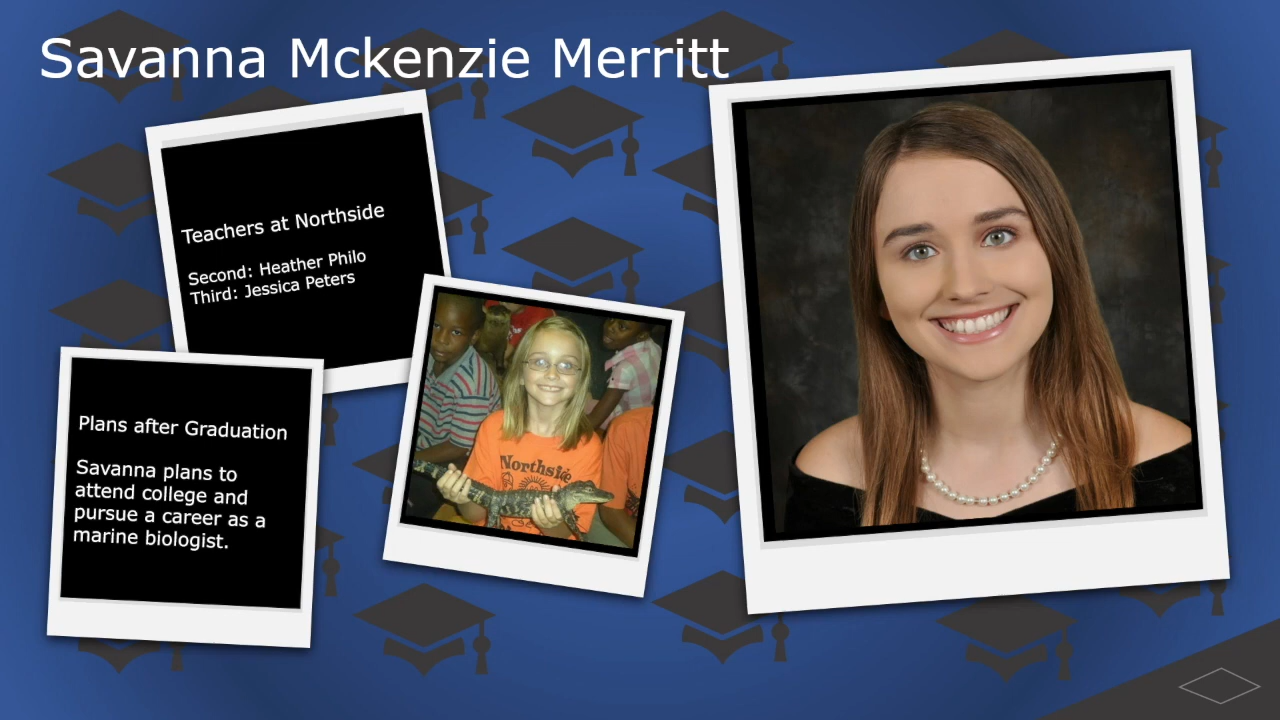 Savanna Mckenzie Merritt
Teachers at Northside
Second: Heather Philo
Third: Jessica Peters
Plans after Graduation
Savanna plans to
attend college and
pursue a career as a
marine biologist.
Northside